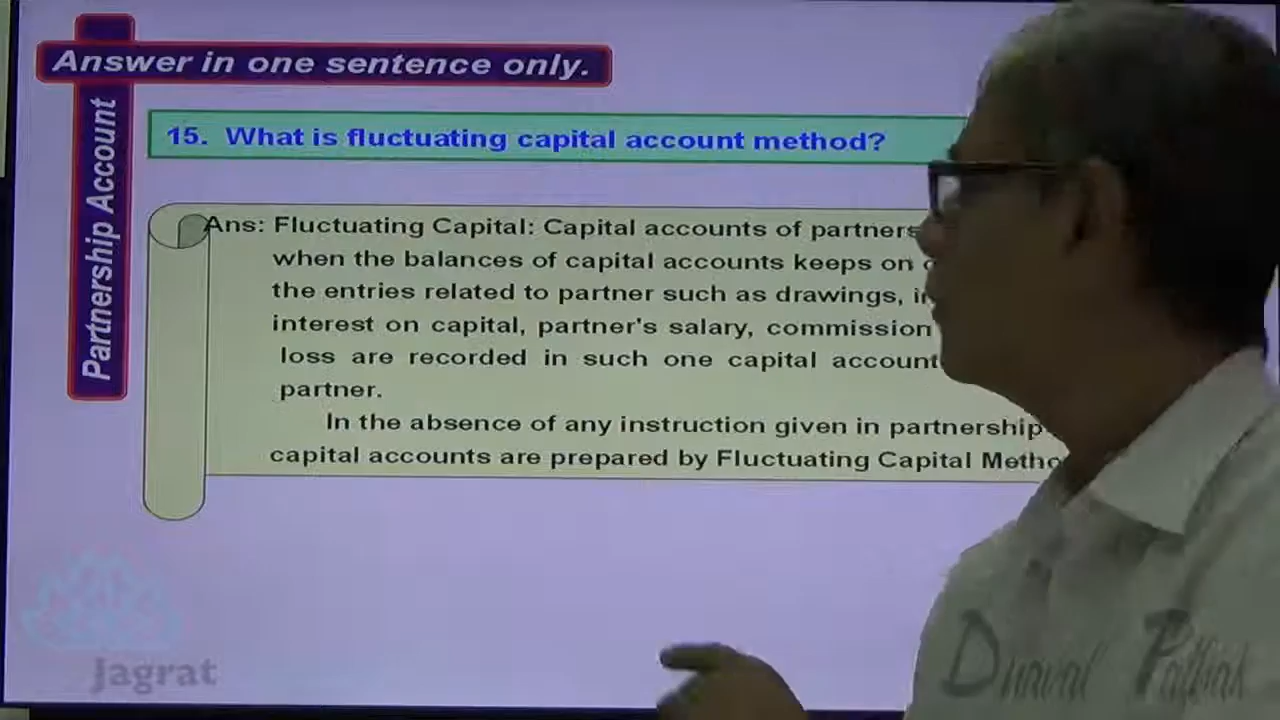 Answer in one sentence only.
Partnership Account
15. What is fluctuating capital account method?
Ans: Fluctuating Capital: Capital accounts of partners
when the balances of capital accounts keeps on
the entries related to partner such as drawings,
interest on capital, partner's salary, commission
loss are recorded in such one capital account
partner.
In the absence of any instruction given in partnership
capital accounts are prepared by Fluctuating Capital
Jagrat